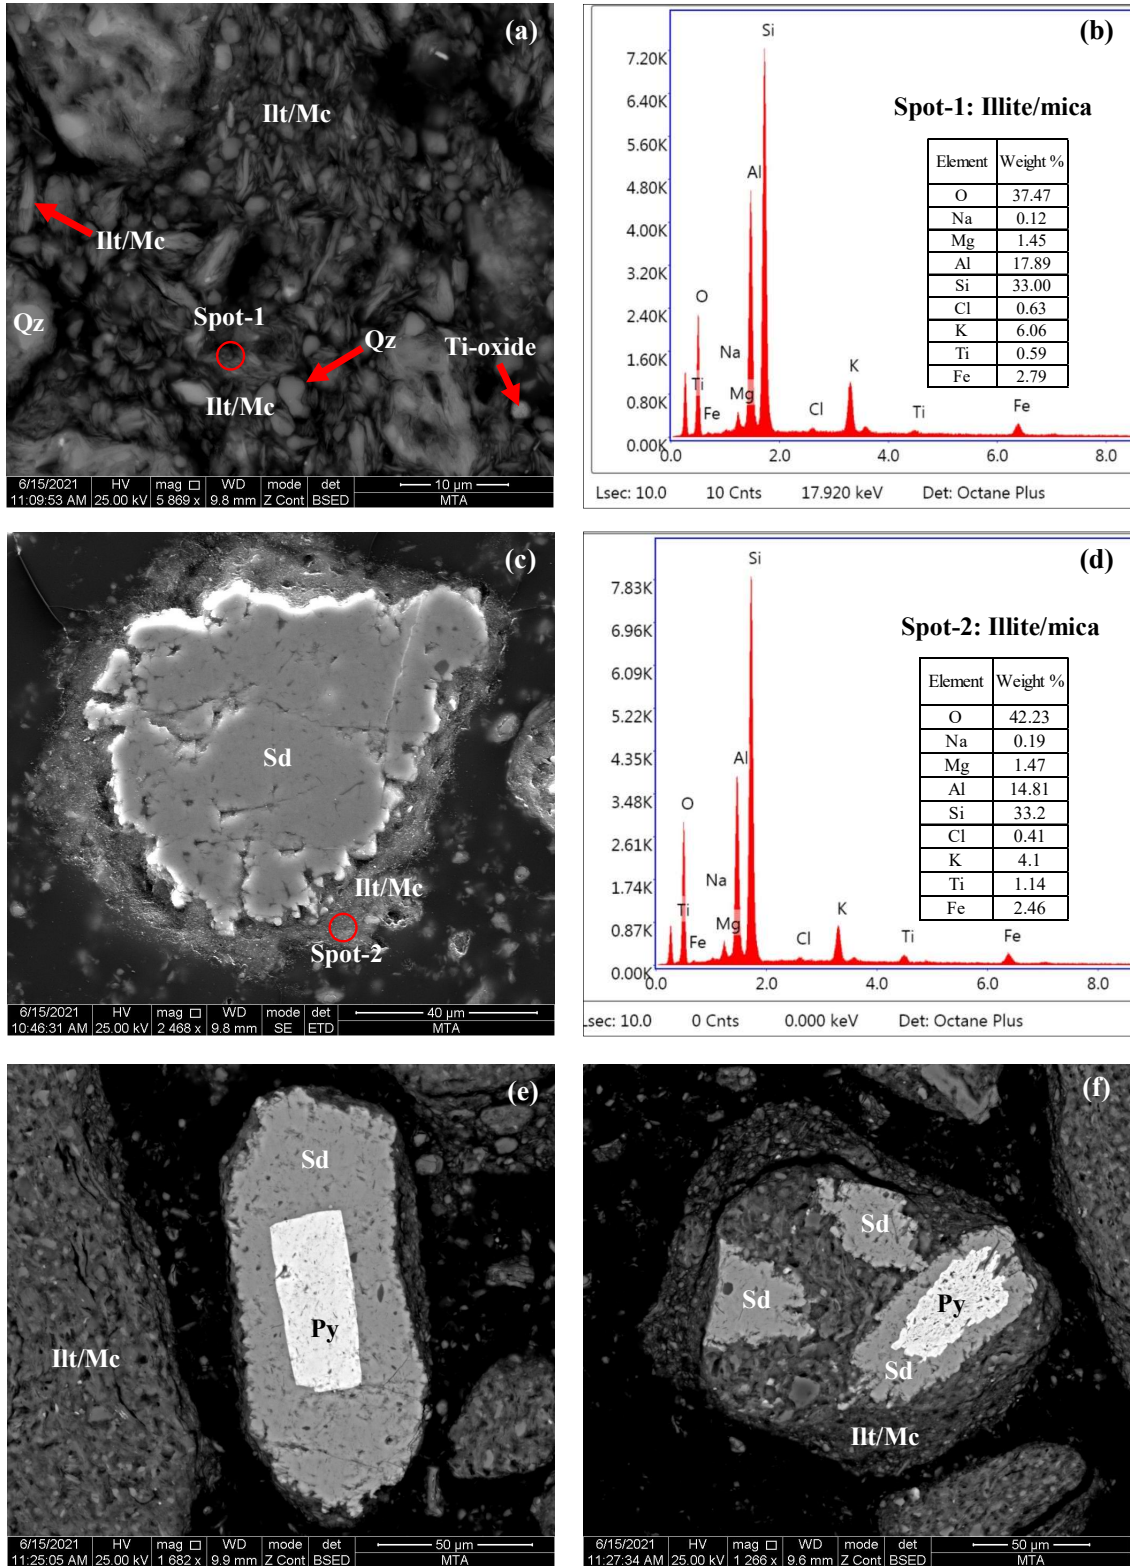 (a)
Ilt/Mc
Ilt/Mc
Qz
Spot-1
Qz
Ti-oxide
Ilt/Mc
6/15/2021 HV mag □ WD mode det 10 µm
11:09:53 AM 25.00 kV 5 869 x 9.8 mm Z Cont BSED MTA
(b)
Si
7.20K
6.40K
5.60K
4.80K
4.00K
3.20K
2.40K
1.60K
0.80K
0.00K
Al
O
Na
Ti
Fe
Mg
Cl
K
Ti
Fe
0.0 2.0 4.0 6.0 8.0
Spot-1: Illite/mica
Element Weight %
O 37.47
Na 0.12
Mg 1.45
Al 17.89
Si 33.00
Cl 0.63
K 6.06
Ti 0.59
Fe 2.79
Lsec: 10.0 10 Cnts 17.920 keV Det: Octane Plus
(c)
Sd
Ilt/Mc
Spot-2
6/15/2021 HV mag □ WD mode det 40 µm
10:46:31 AM 25.00 kV 2 468 x 9.8 mm SE ETD MTA
(d)
Si
7.83K
6.96K
6.09K
5.22K
4.35K
3.48K
2.61K
1.74K
0.87K
0.00K
Al
O
Na
Ti
Fe
Mg
Cl
K
Ti
Fe
0.0 2.0 4.0 6.0 8.0
Spot-2: Illite/mica
Element Weight %
O 42.23
Na 0.19
Mg 1.47
Al 14.81
Si 33.2
Cl 0.41
K 4.1
Ti 1.14
Fe 2.46
.sec: 10.0 0 Cnts 0.000 keV Det: Octane Plus
(e)
Sd
Py
Ilt/Mc
6/15/2021 HV mag □ WD mode det 50 µm
11:25:05 AM 25.00 kV 1 682 x 9.9 mm Z Cont BSED MTA
(f)
Sd
Sd
Py
Sd
Ilt/Mc
6/15/2021 HV mag □ WD mode det 50 µm
11:27:34 AM 25.00 kV 1 266 x 9.6 mm Z Cont BSED MTA